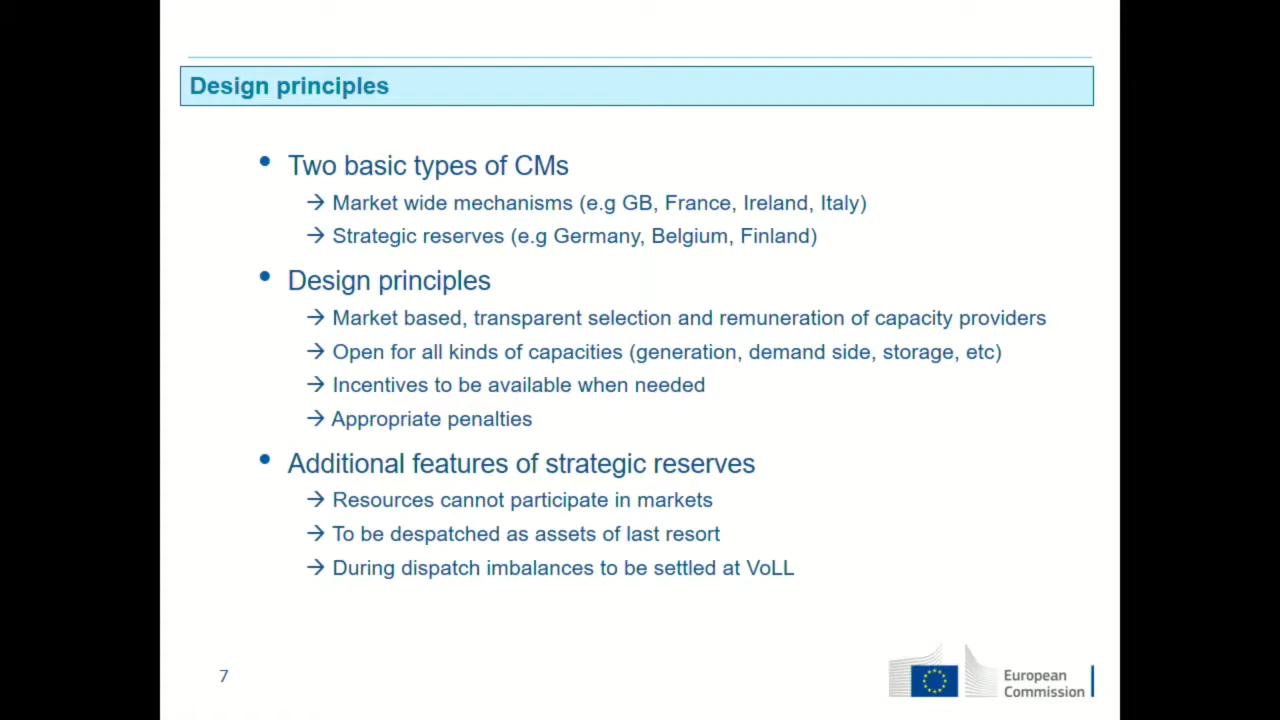 Design principles
• Two basic types of CMs
→ Market wide mechanisms (e.g GB, France, Ireland, Italy)
→ Strategic reserves (e.g Germany, Belgium, Finland)
• Design principles
→ Market based, transparent selection and remuneration of capacity providers
→ Open for all kinds of capacities (generation, demand side, storage, etc)
→ Incentives to be available when needed
→ Appropriate penalties
• Additional features of strategic reserves
→ Resources cannot participate in markets
→ To be despatched as assets of last resort
→ During dispatch imbalances to be settled at VoLL
7
European
Commission